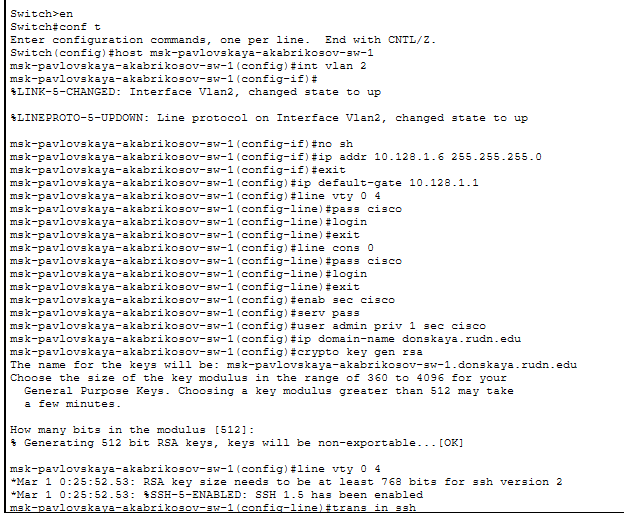 Switch>en
Switch#conf t
Enter configuration commands, one per line.  End with CNTL/Z.
Switch(config)#host msk-pavlovskaya-akabrikosov-sw-1
msk-pavlovskaya-akabrikosov-sw-1(config)#int vlan 2
msk-pavlovskaya-akabrikosov-sw-1(config-if)#
%LINK-5-CHANGED: Interface Vlan2, changed state to up
%LINEPROTO-5-UPDOWN: Line protocol on Interface Vlan2, changed state to up
msk-pavlovskaya-akabrikosov-sw-1(config-if)#no sh
msk-pavlovskaya-akabrikosov-sw-1(config-if)#ip addr 10.128.1.6 255.255.255.0
msk-pavlovskaya-akabrikosov-sw-1(config-if)#exit
msk-pavlovskaya-akabrikosov-sw-1(config)#ip default-gate 10.128.1.1
msk-pavlovskaya-akabrikosov-sw-1(config)#line vty 0 4
msk-pavlovskaya-akabrikosov-sw-1(config-line)#pass cisco
msk-pavlovskaya-akabrikosov-sw-1(config-line)#login
msk-pavlovskaya-akabrikosov-sw-1(config-line)#exit
msk-pavlovskaya-akabrikosov-sw-1(config)#line cons 0
msk-pavlovskaya-akabrikosov-sw-1(config-line)#pass cisco
msk-pavlovskaya-akabrikosov-sw-1(config-line)#login
msk-pavlovskaya-akabrikosov-sw-1(config-line)#exit
msk-pavlovskaya-akabrikosov-sw-1(config)#enab sec cisco
msk-pavlovskaya-akabrikosov-sw-1(config)#serv pass
msk-pavlovskaya-akabrikosov-sw-1(config)#user admin priv 1 sec cisco
msk-pavlovskaya-akabrikosov-sw-1(config)#ip domain-name donskaya.rudn.edu
msk-pavlovskaya-akabrikosov-sw-1(config)#crypto key gen rsa
The name for the keys will be: msk-pavlovskaya-akabrikosov-sw-1.donskaya.rudn.edu
Choose the size of the key modulus in the range of 360 to 4096 for your
  General Purpose Keys. Choosing a key modulus greater than 512 may take
  a few minutes.
How many bits in the modulus [512]:
% Generating 512 bit RSA keys, keys will be non-exportable...[OK]
msk-pavlovskaya-akabrikosov-sw-1(config)#line vty 0 4
*Mar 1 0:25:52.53: RSA key size needs to be at least 768 bits for ssh version 2
*Mar 1 0:25:52.53: %SSH-5-ENABLED: SSH 1.5 has been enabled
msk-pavlovskaya-akabrikosov-sw-1(config-line)#trans in ssh